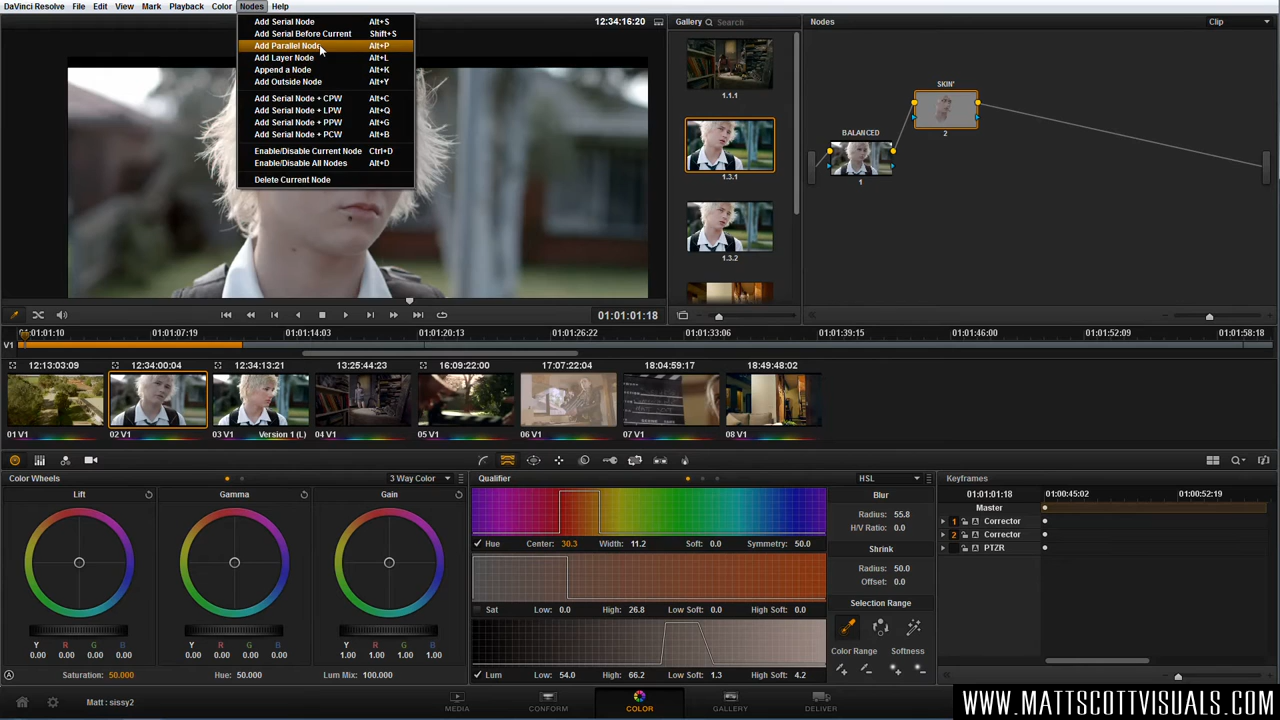 DaVinci Resolve File Edit View Mark Playback Color Nodes Help
Add Serial Node Alt+S
Add Serial Before Current Shift+S
Add Parallel Node Alt+P
Add Layer Node Alt+L
Append a Node Alt+K
Add Outside Node Alt+Y
Add Serial Node + CPW Alt+C
Add Serial Node + LPW Alt+Q
Add Serial Node + PPW Alt+G
Add Serial Node + PCW Alt+B
Enable/Disable Current Node Ctrl+D
Enable/Disable All Nodes Alt+D
Delete Current Node
12:34:16:20
Gallery Search
1.1.1
1.3.1
1.3.2
Nodes Clip
SKIN'
2
BALANCED
1
01:01:01:18
01:01:01:10 01:01:07:19 01:01:14:03 01:01:20:13 01:01:26:22 01:01:33:06 01:01:39:15 01:01:46:00 01:01:52:09 01:01:58:18
V1
12:13:03:09 12:34:00:04 12:34:13:21 13:25:44:23 16:09:22:00 17:07:22:04 18:04:59:17 18:49:48:02
01 V1 02 V1 03 V1 Version 1 (L) 04 V1 05 V1 06 V1 07 V1 08 V1
Color Wheels 3 Way Color
Lift Gamma Gain
Y R G B Y R G B Y R G B
0.00 0.00 0.00 0.00 0.00 0.00 0.00 0.00 1.00 1.00 1.00 1.00
Saturation: 50.000 Hue: 50.000 Lum Mix: 100.000
Qualifier HSL
Hue Center: 30.3 Width: 11.2 Soft: 0.0 Symmetry: 50.0
Sat Low: 0.0 High: 26.8 Low Soft: 0.0 High Soft: 0.0
Lum Low: 54.0 High: 66.2 Low Soft: 1.3 High Soft: 4.2
Blur
Radius: 55.8
H/V Ratio: 0.0
Shrink
Radius: 50.0
Offset: 0.0
Selection Range
Color Range Softness
Keyframes
01:01:01:18 01:00:45:02 01:00:52:19
Master
1 A Corrector
2 A Corrector
A PTZR
Matt : sissy2
MEDIA CONFORM COLOR GALLERY DELIVER
WWW.MATTSCOTTVISUALS.COM